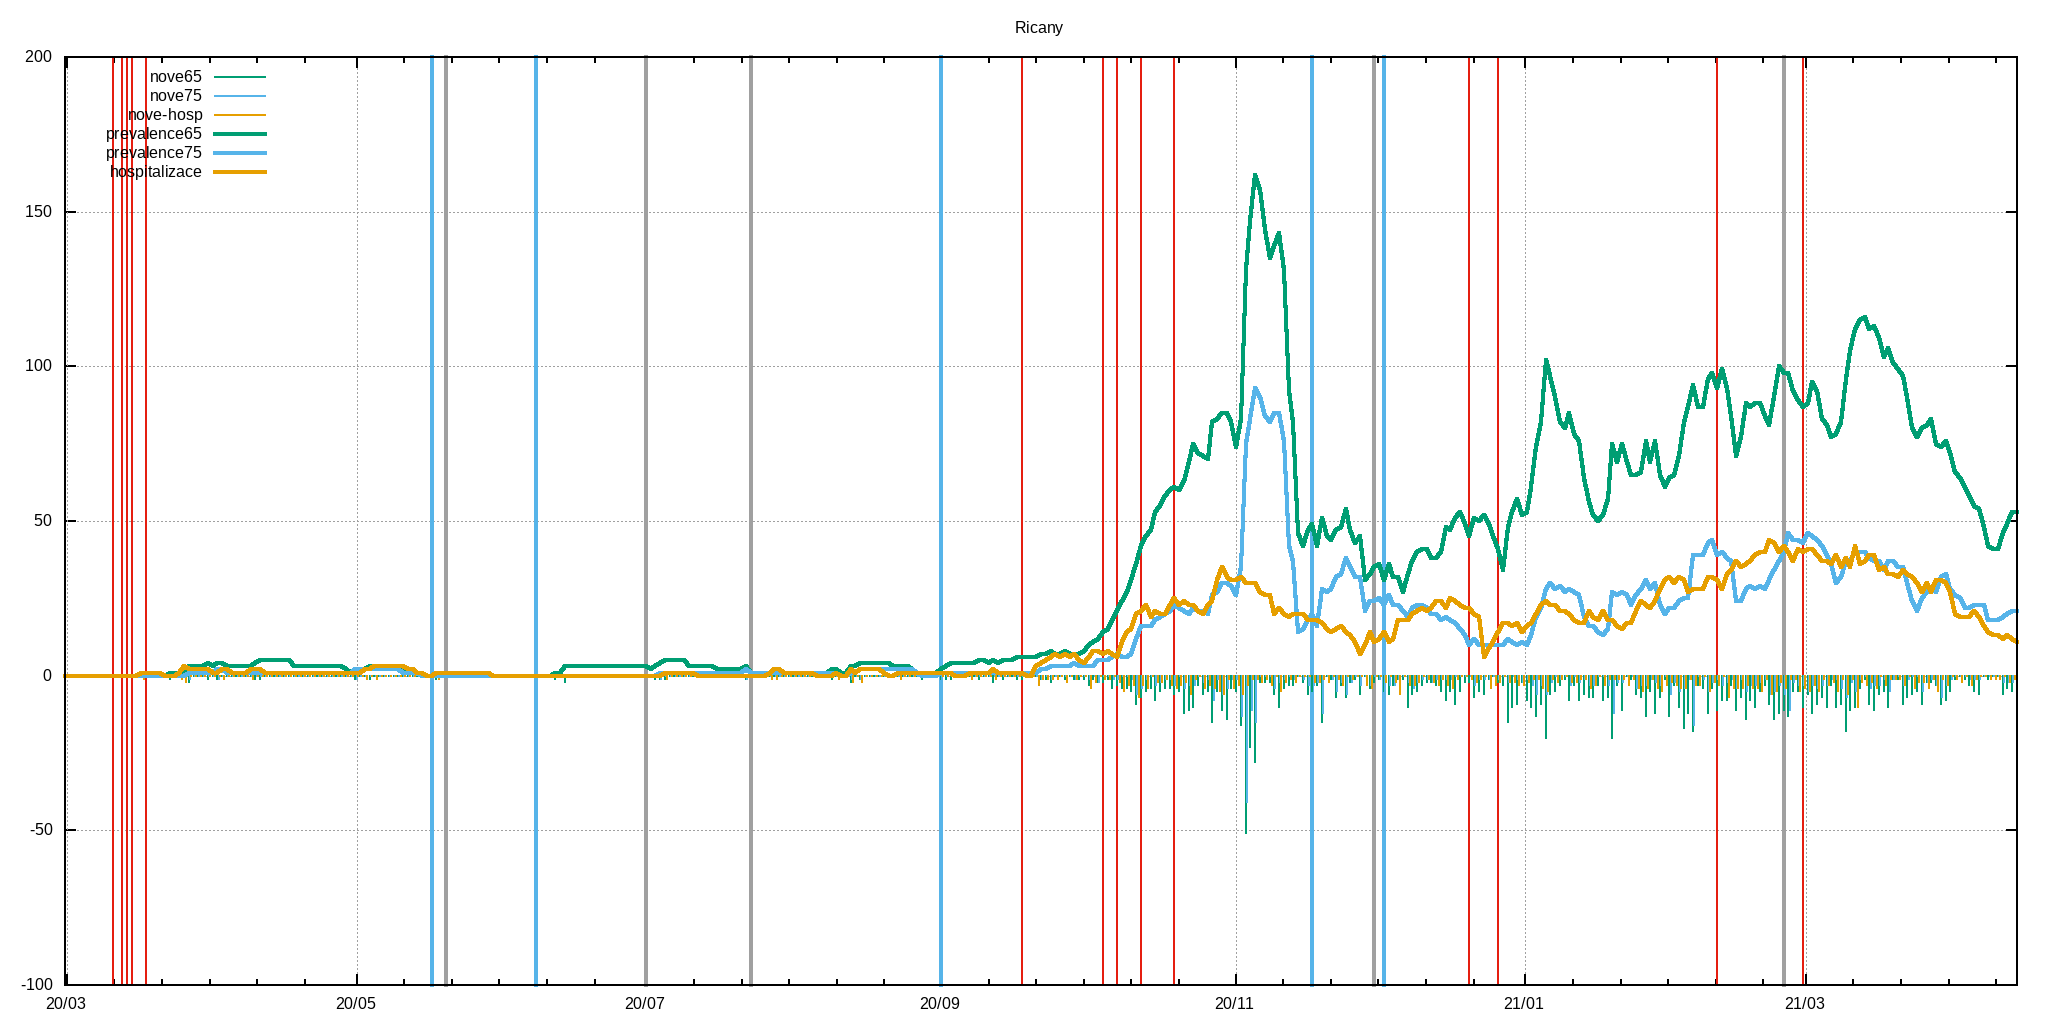 Ricany
200
150
100
50
0
-50
-100
nove65
nove75
nove-hosp
prevalence65
prevalence75
hospitalizace
20/03 20/05 20/07 20/09 20/11 21/01 21/03